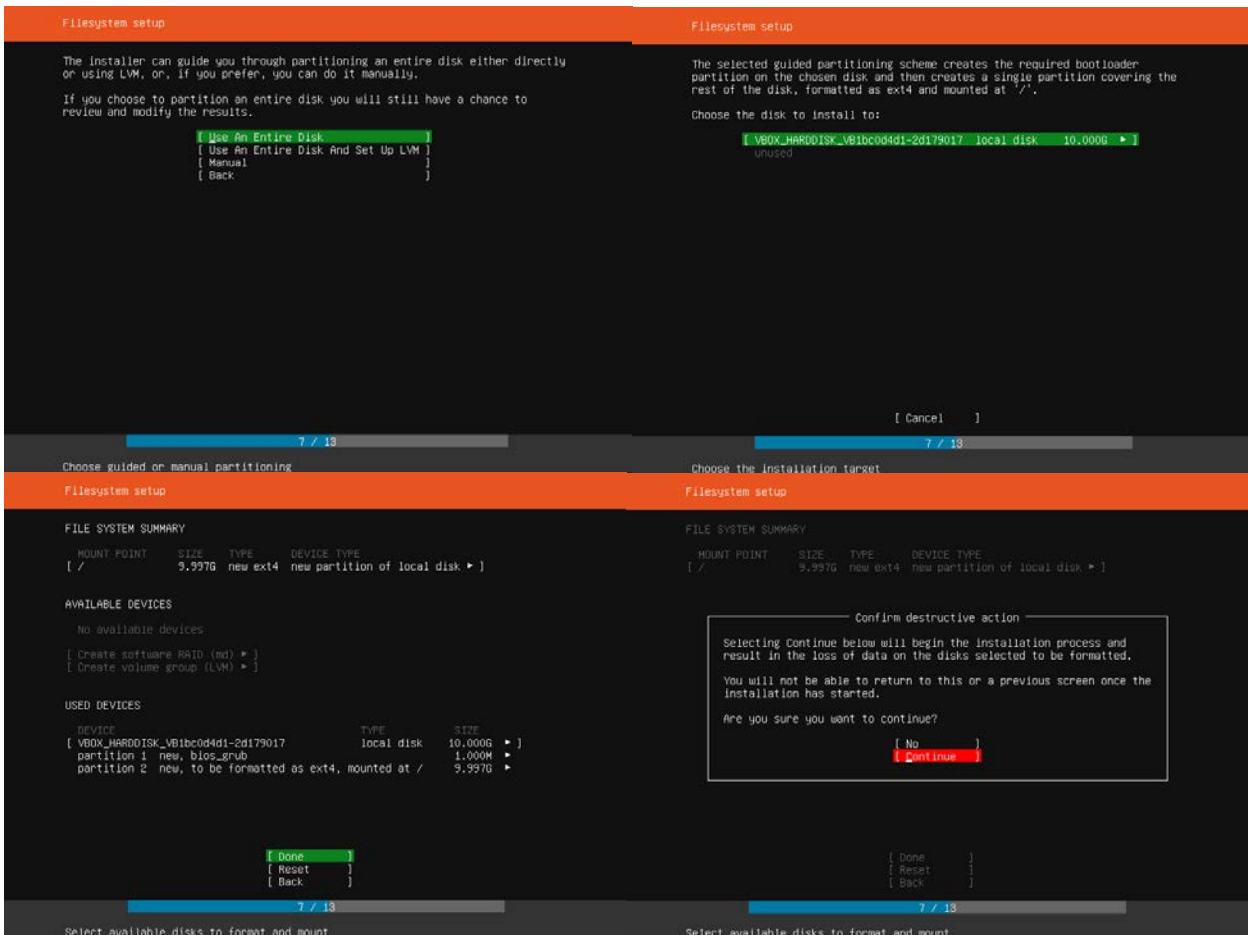 Filesystem setup
The installer can guide you through partitioning an entire disk either directly
or using LVM, or, if you prefer, you can do it manually.
If you choose to partition an entire disk you will still have a chance to
review and modify the results.
[ Use An Entire Disk ]
[ Use An Entire Disk And Set Up LVM ]
[ Manual ]
[ Back ]
7 / 13
Choose guided or manual partitioning
Filesystem setup
The selected guided partitioning scheme creates the required bootloader
partition on the chosen disk and then creates a single partition covering the
rest of the disk, formatted as ext4 and mounted at '/'.
Choose the disk to install to:
[ VBOX_HARDDISK_VB1bc0d4d1-2d179017 local disk 10.000G ► ]
unused
[ Cancel ]
7 / 13
Choose the installation target
Filesystem setup
FILE SYSTEM SUMMARY
MOUNT POINT SIZE TYPE DEVICE TYPE
[ / 9.997G new ext4 new partition of local disk ► ]
AVAILABLE DEVICES
No available devices
[ Create software RAID (md) ► ]
[ Create volume group (LVM) ► ]
USED DEVICES
DEVICE TYPE SIZE
[ VBOX_HARDDISK_VB1bc0d4d1-2d179017 local disk 10.000G ► ]
partition 1 new, bios_grub 1.000M ►
partition 2 new, to be formatted as ext4, mounted at / 9.997G ►
[ Done ]
[ Reset ]
[ Back ]
7 / 13
Select available disks to format and mount
Filesystem setup
FILE SYSTEM SUMMARY
MOUNT POINT SIZE TYPE DEVICE TYPE
[ / 9.997G new ext4 new partition of local disk ► ]
Confirm destructive action
Selecting Continue below will begin the installation process and
result in the loss of data on the disks selected to be formatted.
You will not be able to return to this or a previous screen once the
installation has started.
Are you sure you want to continue?
[ No ]
[ Continue ]
[ Done ]
[ Reset ]
[ Back ]
7 / 13
Select available disks to format and mount